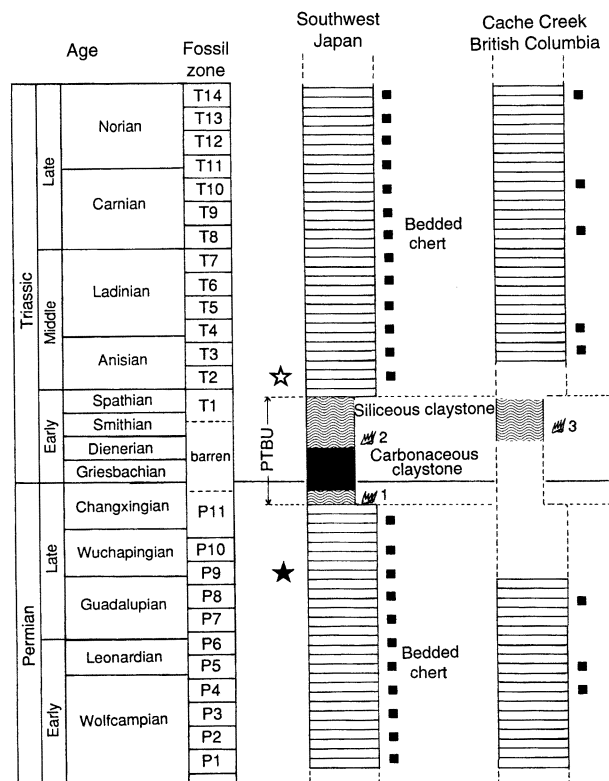 Southwest
Japan
Cache Creek
British Columbia
Age
Fossil
zone
Triassic
Late
Norian
Carnian
Middle
Ladinian
Anisian
Early
Spathian
Smithian
Dienerian
Griesbachian
Permian
Late
Changxingian
Wuchapingian
Guadalupian
Early
Leonardian
Wolfcampian
T14
T13
T12
T11
T10
T9
T8
T7
T6
T5
T4
T3
T2
T1
barren
P11
P10
P9
P8
P7
P6
P5
P4
P3
P2
P1
PTBU
Bedded
chert
Siliceous claystone
2
3
Carbonaceous
claystone
1
Bedded
chert